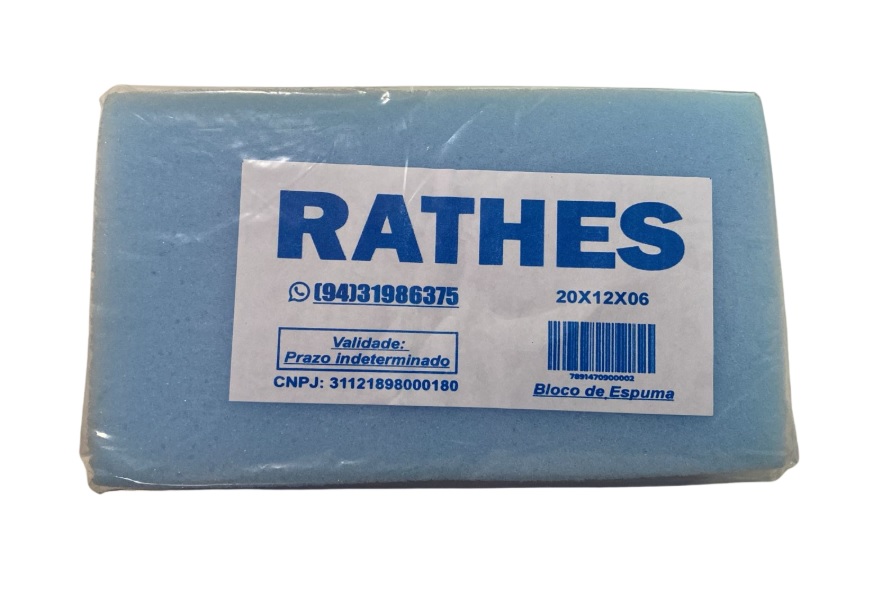 RATHES
(94)31986375
20X12X06
Validade:
Prazo indeterminado
CNPJ: 31121898000180
7891470900002
Bloco de Espuma